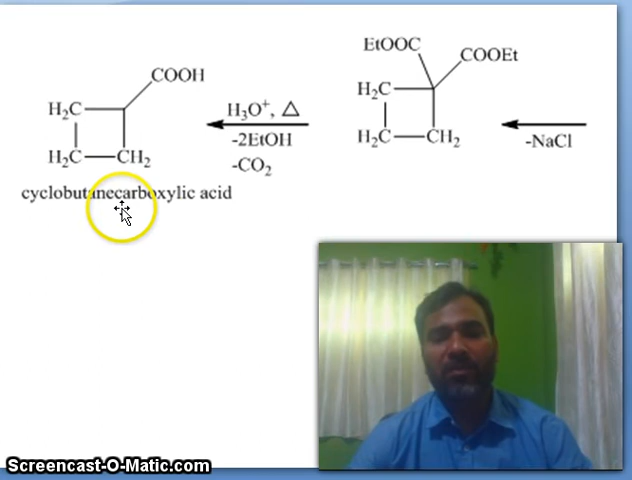 EtOOC
COOEt
COOH
H₂C
H₂C
H₃O⁺, △
H₂C
CH₂
-2EtOH
H₂C
CH₂
-NaCl
-CO₂
cyclobutanecarboxylic acid
Screencast-O-Matic.com